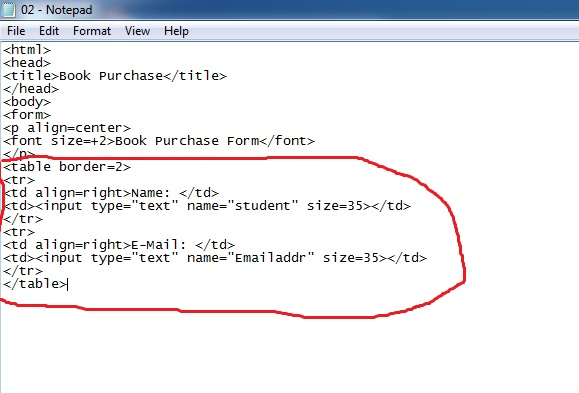 02 - Notepad
File Edit Format View Help
<html>
<head>
<title>Book Purchase</title>
</head>
<body>
<form>
<p align=center>
<font size=+2>Book Purchase Form</font>
</p>
<table border=2>
<tr>
<td align=right>Name: </td>
<td><input type="text" name="student" size=35></td>
</tr>
<tr>
<td align=right>E-Mail: </td>
<td><input type="text" name="Emailaddr" size=35></td>
</tr>
</table>